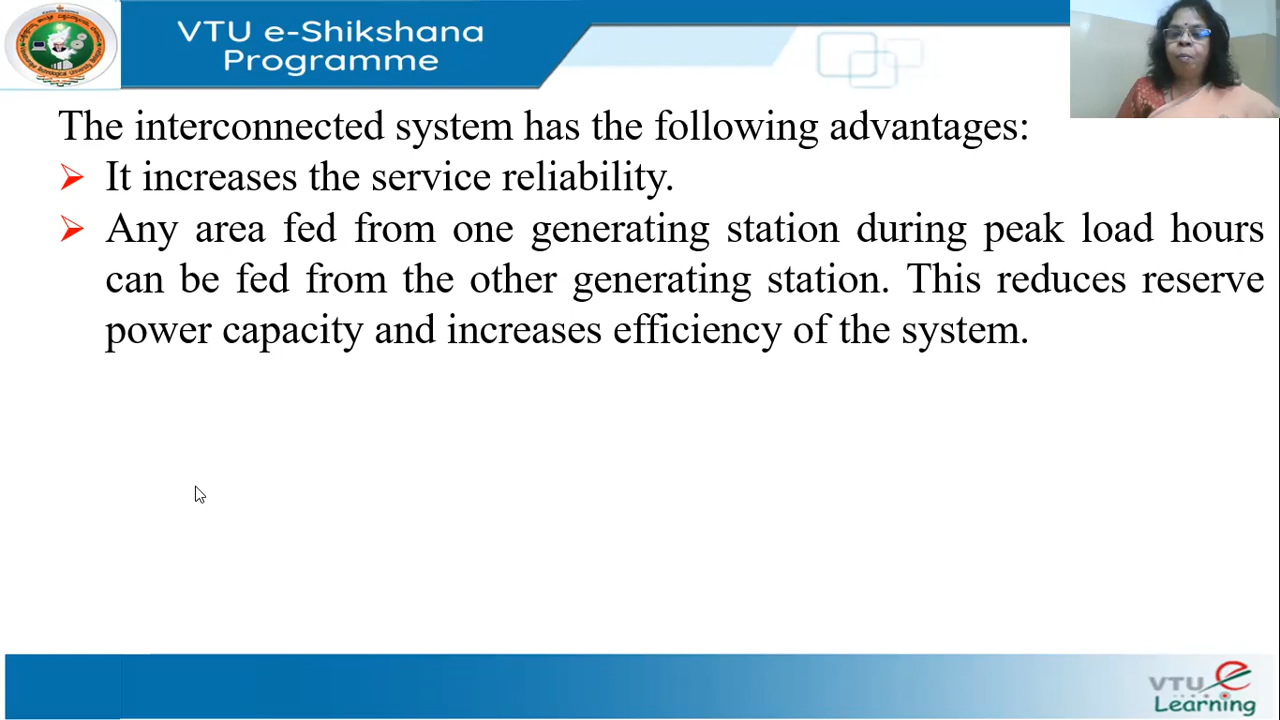 VTU e-Shikshana
Programme
The interconnected system has the following advantages:
It increases the service reliability.
Any area fed from one generating station during peak load hours
can be fed from the other generating station. This reduces reserve
power capacity and increases efficiency of the system.
VTU e
Learning